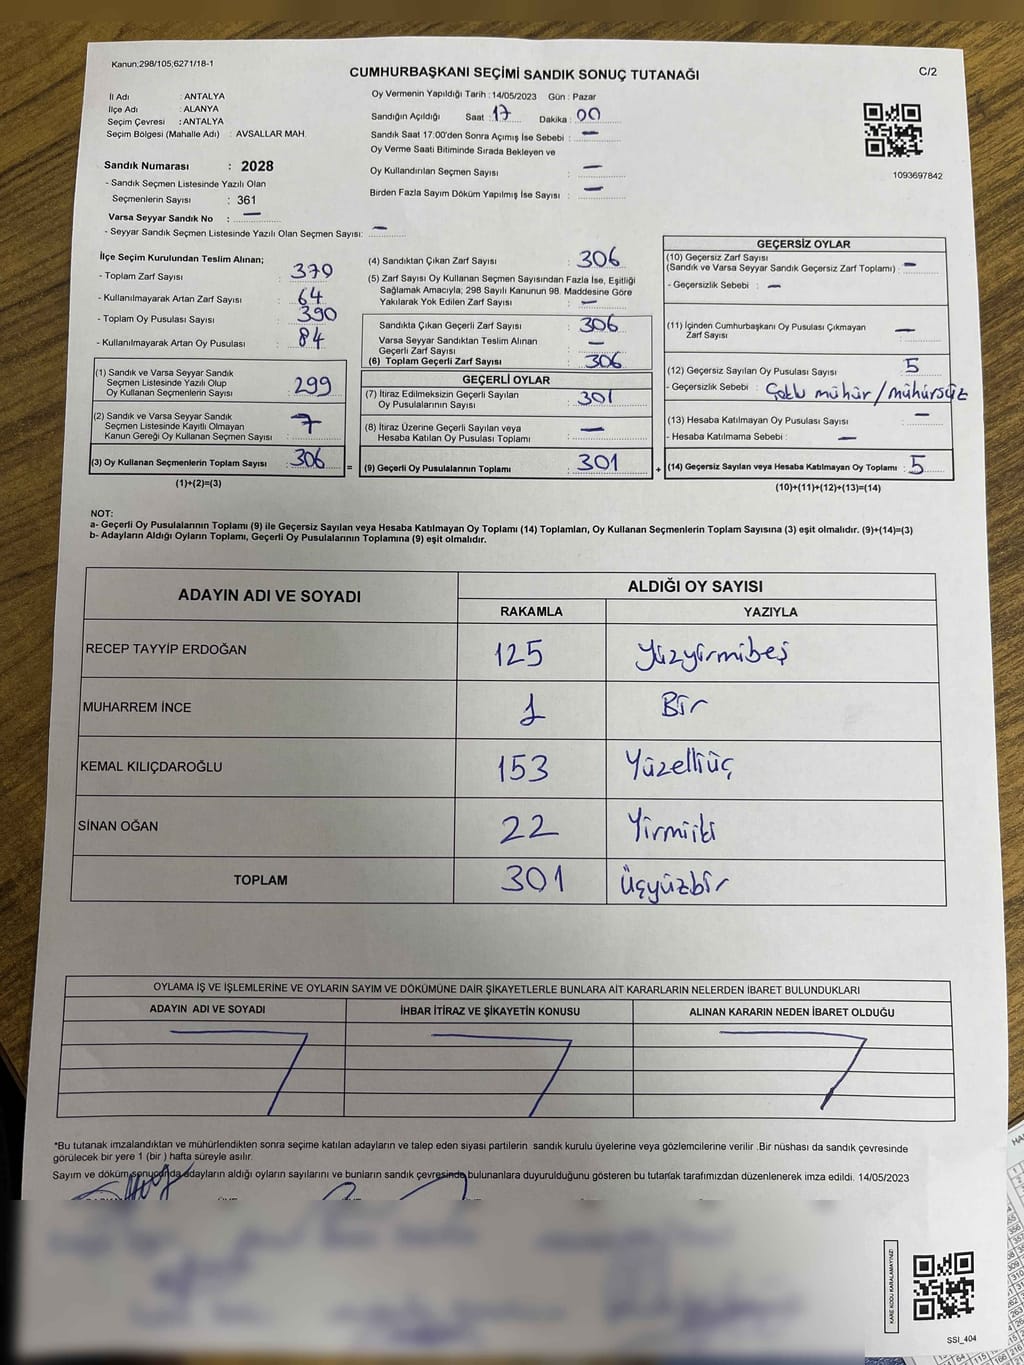 Kanun:298/105;6271/18-1
CUMHURBAŞKANI SEÇİMİ SANDIK SONUÇ TUTANAĞI
C/2
İl Adı : ANTALYA
İlçe Adı : ALANYA
Seçim Çevresi : ANTALYA
Seçim Bölgesi (Mahalle Adı) : AVSALLAR MAH.
Sandık Numarası : 2028
- Sandık Seçmen Listesinde Yazılı Olan
Seçmenlerin Sayısı : 361
Varsa Seyyar Sandık No : —
- Seyyar Sandık Seçmen Listesinde Yazılı Olan Seçmen Sayısı: —
Oy Vermenin Yapıldığı Tarih : 14/05/2023 Gün : Pazar
Sandığın Açıldığı Saat : 17 Dakika : 00
Sandık Saat 17:00'den Sonra Açımış İse Sebebi : —
Oy Verme Saati Bitiminde Sırada Bekleyen ve
Oy Kullandırılan Seçmen Sayısı : —
Birden Fazla Sayım Döküm Yapılmış İse Sayısı : —
1093697842
İlçe Seçim Kurulundan Teslim Alınan;
- Toplam Zarf Sayısı : 370
- Kullanılmayarak Artan Zarf Sayısı : 64
- Toplam Oy Pusulası Sayısı : 390
- Kullanılmayarak Artan Oy Pusulası : 84
(1) Sandık ve Varsa Seyyar Sandık
Seçmen Listesinde Yazılı Olup
Oy Kullanan Seçmenlerin Sayısı : 299
(2) Sandık ve Varsa Seyyar Sandık
Seçmen Listesinde Kayıtlı Olmayan
Kanun Gereği Oy Kullanan Seçmen Sayısı : 7
(3) Oy Kullanan Seçmenlerin Toplam Sayısı : 306
(1)+(2)=(3)
(4) Sandıktan Çıkan Zarf Sayısı : 306
(5) Zarf Sayısı Oy Kullanan Seçmen Sayısından Fazla İse, Eşitliği
Sağlamak Amacıyla; 298 Sayılı Kanunun 98. Maddesine Göre
Yakılarak Yok Edilen Zarf Sayısı : —
Sandıkta Çıkan Geçerli Zarf Sayısı : 306
Varsa Seyyar Sandıktan Teslim Alınan
Geçerli Zarf Sayısı : —
(6) Toplam Geçerli Zarf Sayısı : 306
GEÇERLİ OYLAR
(7) İtiraz Edilmeksizin Geçerli Sayılan
Oy Pusulalarının Sayısı : 301
(8) İtiraz Üzerine Geçerli Sayılan veya
Hesaba Katılan Oy Pusulası Toplamı : —
= (9) Geçerli Oy Pusulalarının Toplamı : 301
GEÇERSİZ OYLAR
(10) Geçersiz Zarf Sayısı
(Sandık ve Varsa Seyyar Sandık Geçersiz Zarf Toplamı) : —
- Geçersizlik Sebebi : —
(11) İçinden Cumhurbaşkanı Oy Pusulası Çıkmayan
Zarf Sayısı : —
(12) Geçersiz Sayılan Oy Pusulası Sayısı : 5
- Geçersizlik Sebebi : Çoklu mühür/mühürsüz
(13) Hesaba Katılmayan Oy Pusulası Sayısı : —
- Hesaba Katılmama Sebebi : —
+ (14) Geçersiz Sayılan veya Hesaba Katılmayan Oy Toplamı : 5
(10)+(11)+(12)+(13)=(14)
NOT:
a- Geçerli Oy Pusulalarının Toplamı (9) ile Geçersiz Sayılan veya Hesaba Katılmayan Oy Toplamı (14) Toplamları, Oy Kullanan Seçmenlerin Toplam Sayısına (3) eşit olmalıdır. (9)+(14)=(3)
b- Adayların Aldığı Oyların Toplamı, Geçerli Oy Pusulalarının Toplamına (9) eşit olmalıdır.
ADAYIN ADI VE SOYADI
ALDIĞI OY SAYISI
RAKAMLA YAZIYLA
RECEP TAYYİP ERDOĞAN 125 Yüzyirmibeş
MUHARREM İNCE 1 Bir
KEMAL KILIÇDAROĞLU 153 Yüzelliüç
SİNAN OĞAN 22 Yirmiiki
TOPLAM 301 Üçyüzbir
OYLAMA İŞ VE İŞLEMLERİNE VE OYLARIN SAYIM VE DÖKÜMÜNE DAİR ŞİKAYETLERLE BUNLARA AİT KARARLARIN NELERDEN İBARET BULUNDUKLARI
ADAYIN ADI VE SOYADI İHBAR İTİRAZ VE ŞİKAYETİN KONUSU ALINAN KARARIN NEDEN İBARET OLDUĞU
*Bu tutanak imzalandıktan ve mühürlendikten sonra seçime katılan adayların ve talep eden siyasi partilerin sandık kurulu üyelerine veya gözlemcilerine verilir .Bir nüshası da sandık çevresinde
görülecek bir yere 1 (bir ) hafta süreyle asılır.
Sayım ve döküm sonucunda adayların aldığı oyların sayılarını ve bunların sandık çevresinde bulunanlara duyurulduğunu gösteren bu tutanak tarafımızdan düzenlenerek imza edildi. 14/05/2023
KARE KODU KARALAMAYINIZ!
SSI_404